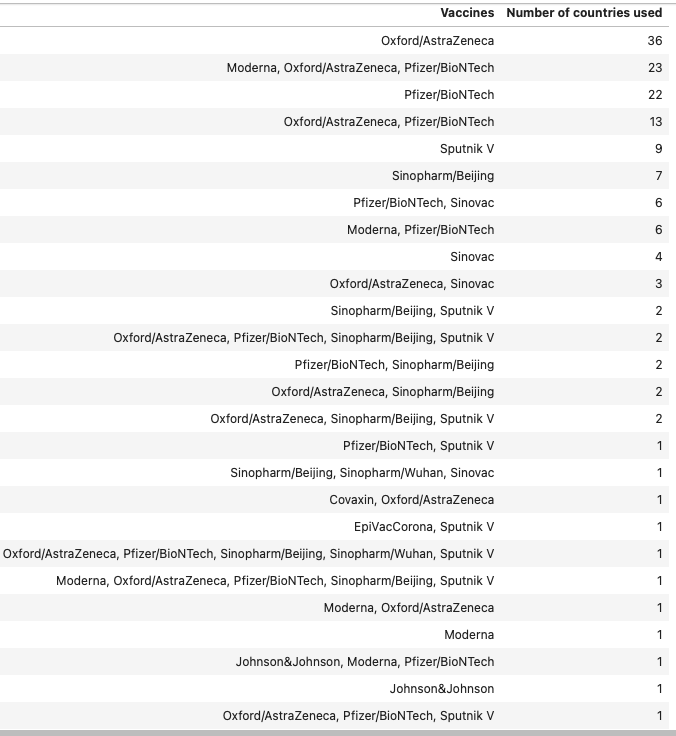 Vaccines Number of countries used
Oxford/AstraZeneca 36
Moderna, Oxford/AstraZeneca, Pfizer/BioNTech 23
Pfizer/BioNTech 22
Oxford/AstraZeneca, Pfizer/BioNTech 13
Sputnik V 9
Sinopharm/Beijing 7
Pfizer/BioNTech, Sinovac 6
Moderna, Pfizer/BioNTech 6
Sinovac 4
Oxford/AstraZeneca, Sinovac 3
Sinopharm/Beijing, Sputnik V 2
Oxford/AstraZeneca, Pfizer/BioNTech, Sinopharm/Beijing, Sputnik V 2
Pfizer/BioNTech, Sinopharm/Beijing 2
Oxford/AstraZeneca, Sinopharm/Beijing 2
Oxford/AstraZeneca, Sinopharm/Beijing, Sputnik V 2
Pfizer/BioNTech, Sputnik V 1
Sinopharm/Beijing, Sinopharm/Wuhan, Sinovac 1
Covaxin, Oxford/AstraZeneca 1
EpiVacCorona, Sputnik V 1
Oxford/AstraZeneca, Pfizer/BioNTech, Sinopharm/Beijing, Sinopharm/Wuhan, Sputnik V 1
Moderna, Oxford/AstraZeneca, Pfizer/BioNTech, Sinopharm/Beijing, Sputnik V 1
Moderna, Oxford/AstraZeneca 1
Moderna 1
Johnson&Johnson, Moderna, Pfizer/BioNTech 1
Johnson&Johnson 1
Oxford/AstraZeneca, Pfizer/BioNTech, Sputnik V 1